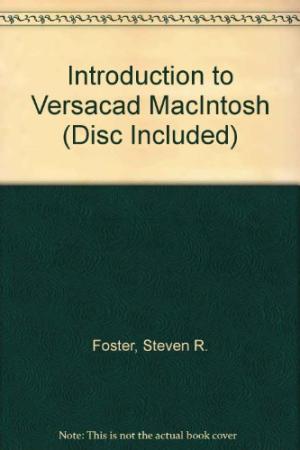 Introduction to
Versacad MacIntosh
(Disc Included)
Foster, Steven R.
Note: This is not the actual book cover